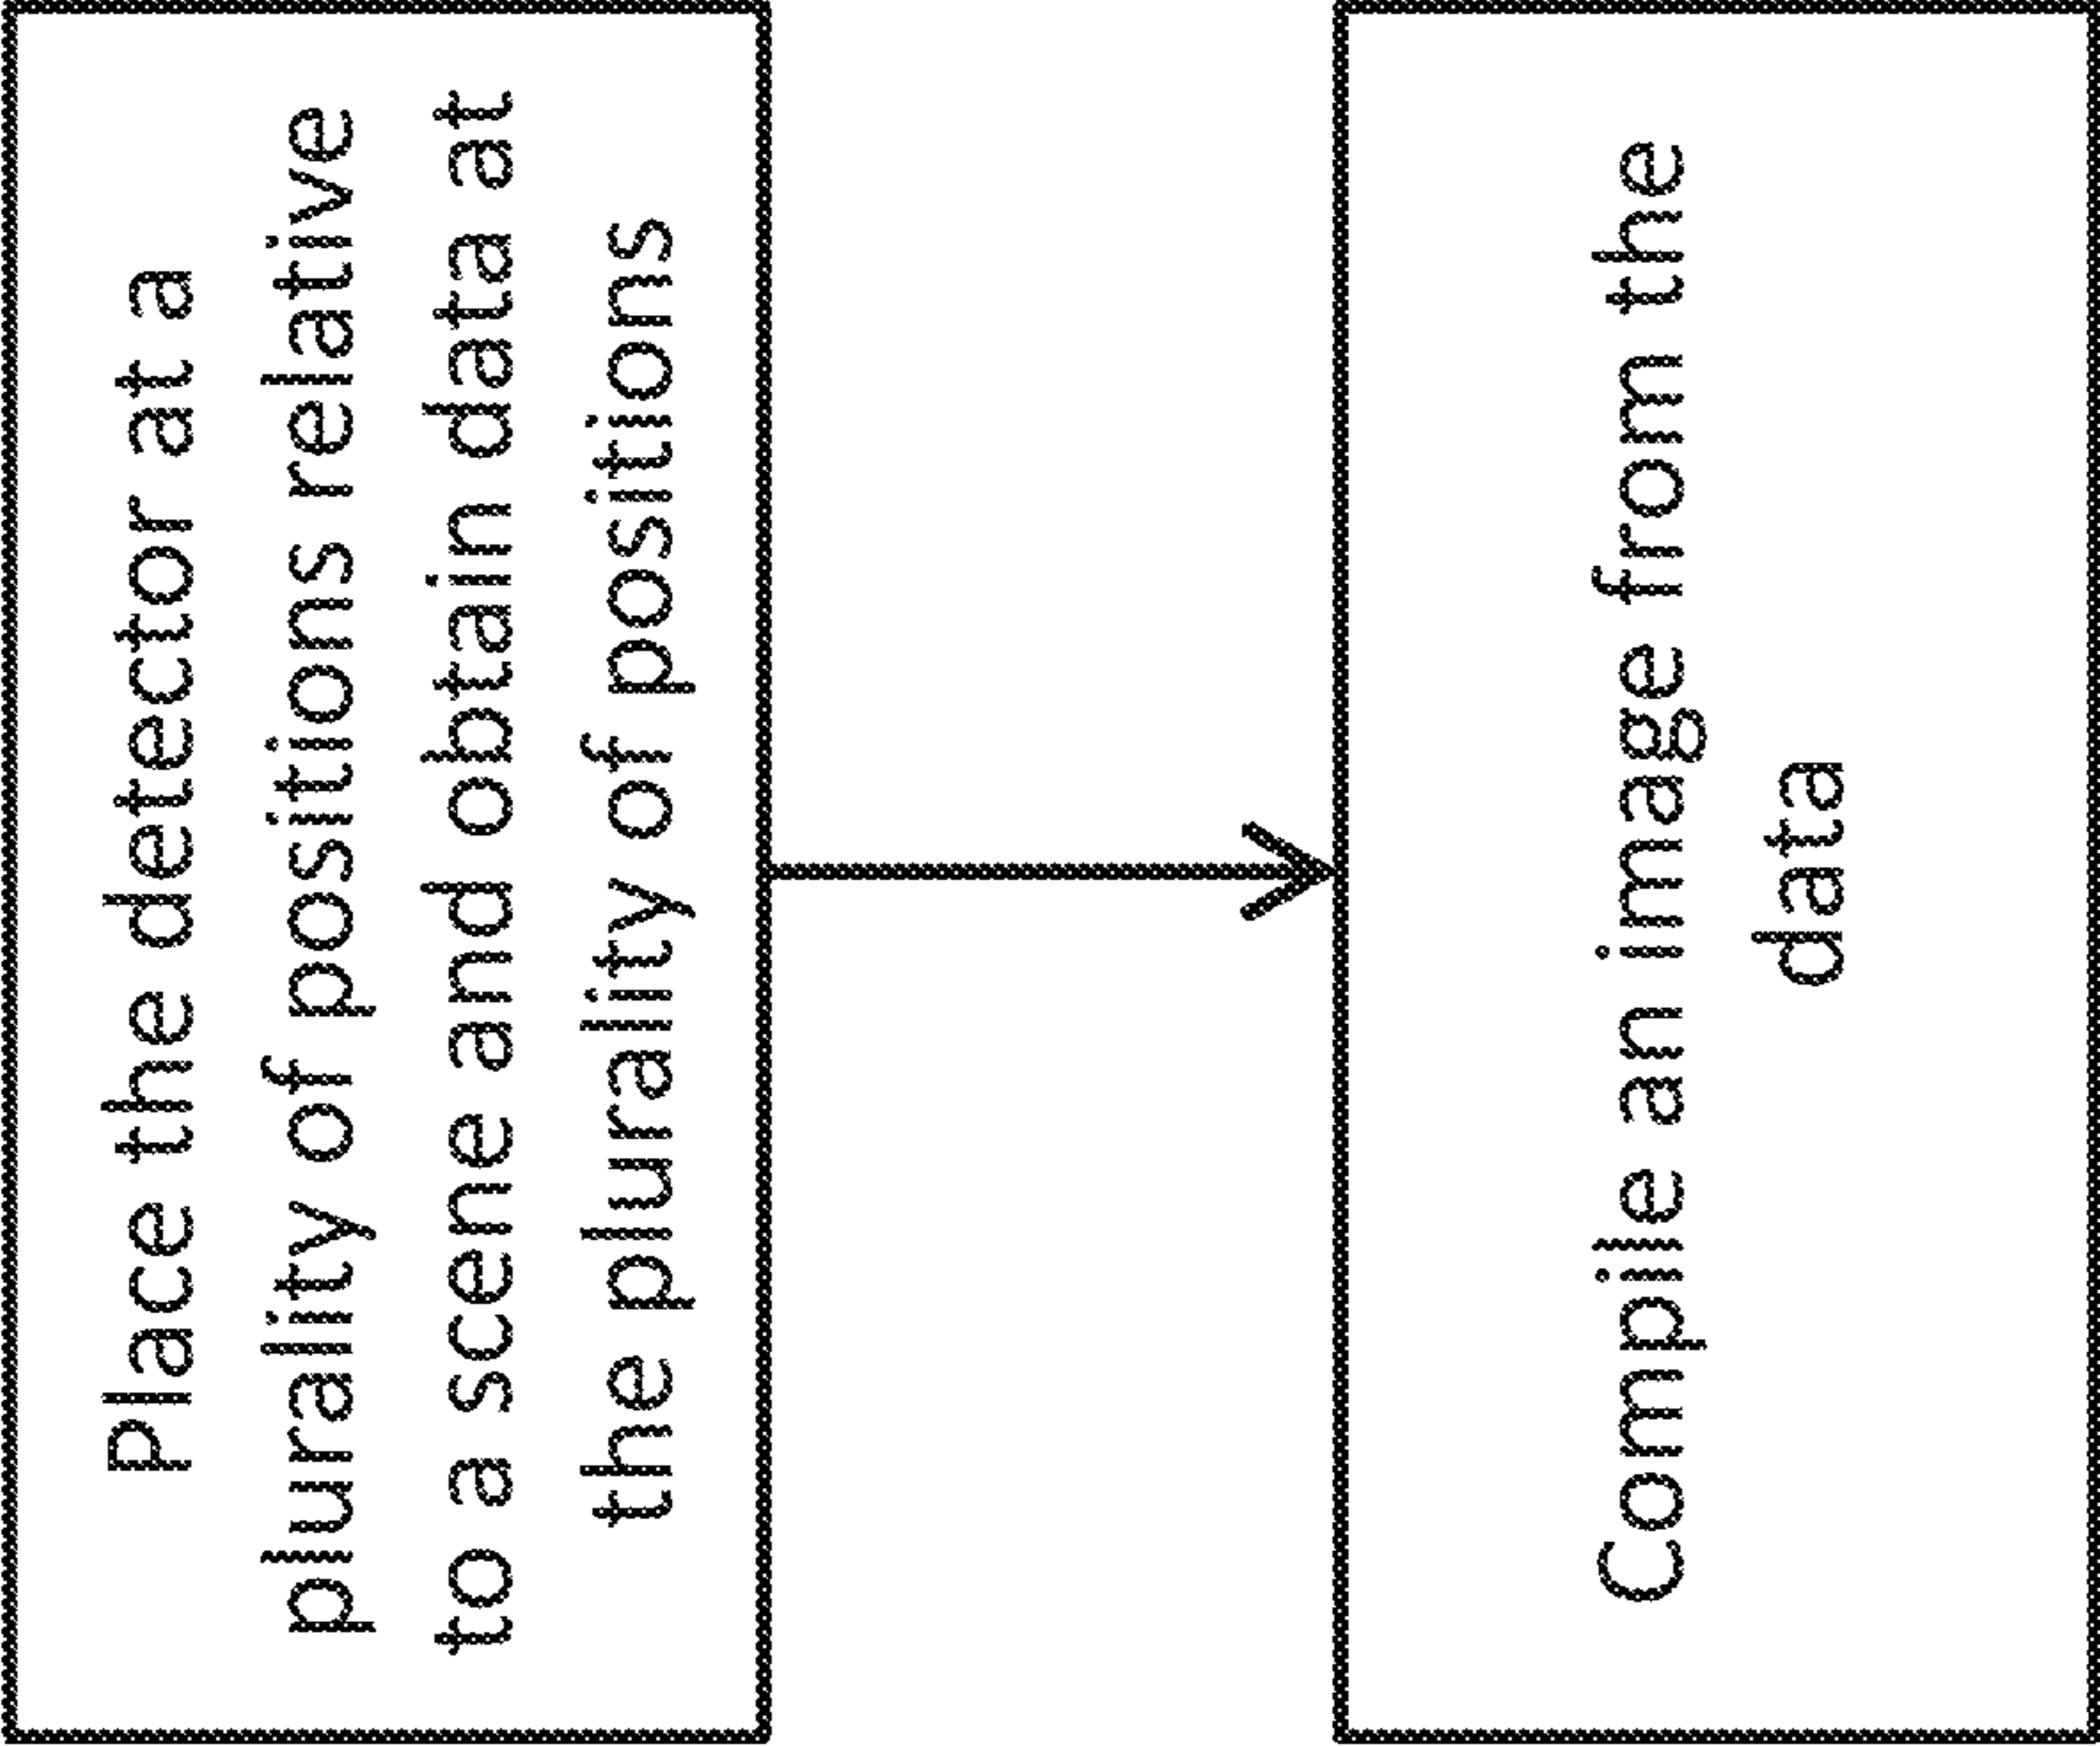 Place the detector at a
plurality of positions relative
to a scene and obtain data at
the plurality of positions
Compile an image from the
data